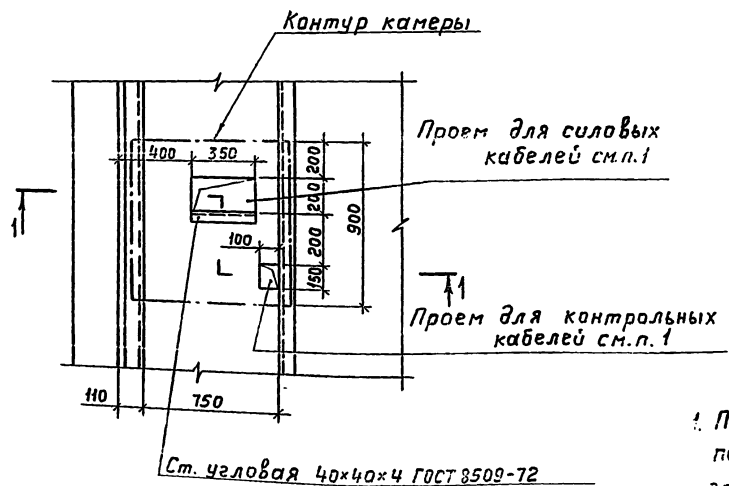 Контур камеры
Проем для силовых
кабелей см.п.1
400
350
200
200
900
200
100
150
1
1
Проем для контрольных
кабелей см.п.1
110
750
Ст. угловая 40×40×4 ГОСТ 8509-72
1. П